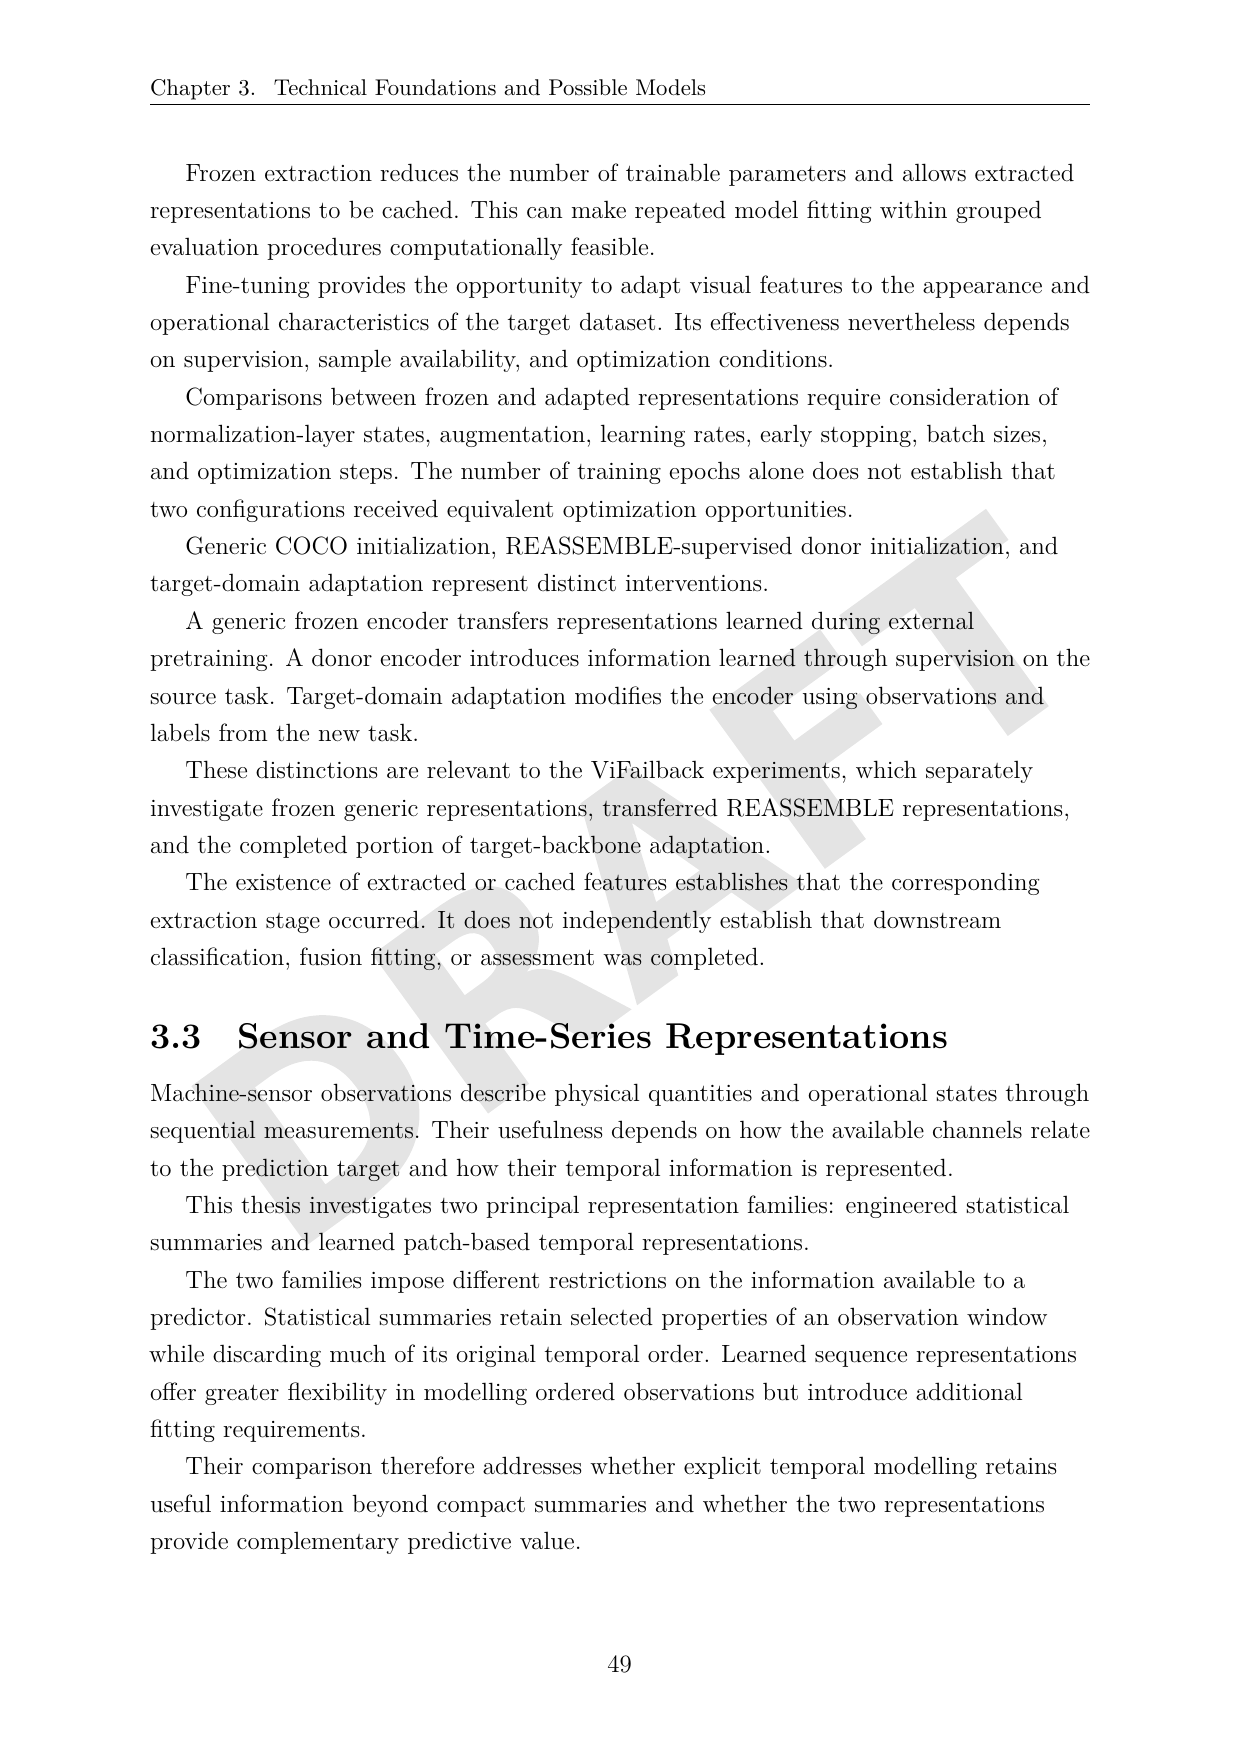 Chapter 3. Technical Foundations and Possible Models
Frozen extraction reduces the number of trainable parameters and allows extracted
representations to be cached. This can make repeated model fitting within grouped
evaluation procedures computationally feasible.
Fine-tuning provides the opportunity to adapt visual features to the appearance and
operational characteristics of the target dataset. Its effectiveness nevertheless depends
on supervision, sample availability, and optimization conditions.
Comparisons between frozen and adapted representations require consideration of
normalization-layer states, augmentation, learning rates, early stopping, batch sizes,
and optimization steps. The number of training epochs alone does not establish that
two configurations received equivalent optimization opportunities.
Generic COCO initialization, REASSEMBLE-supervised donor initialization, and
target-domain adaptation represent distinct interventions.
A generic frozen encoder transfers representations learned during external
pretraining. A donor encoder introduces information learned through supervision on the
source task. Target-domain adaptation modifies the encoder using observations and
labels from the new task.
These distinctions are relevant to the ViFailback experiments, which separately
investigate frozen generic representations, transferred REASSEMBLE representations,
and the completed portion of target-backbone adaptation.
The existence of extracted or cached features establishes that the corresponding
extraction stage occurred. It does not independently establish that downstream
classification, fusion fitting, or assessment was completed.
3.3 Sensor and Time-Series Representations
Machine-sensor observations describe physical quantities and operational states through
sequential measurements. Their usefulness depends on how the available channels relate
to the prediction target and how their temporal information is represented.
This thesis investigates two principal representation families: engineered statistical
summaries and learned patch-based temporal representations.
The two families impose different restrictions on the information available to a
predictor. Statistical summaries retain selected properties of an observation window
while discarding much of its original temporal order. Learned sequence representations
offer greater flexibility in modelling ordered observations but introduce additional
fitting requirements.
Their comparison therefore addresses whether explicit temporal modelling retains
useful information beyond compact summaries and whether the two representations
provide complementary predictive value.
49
DRAFT